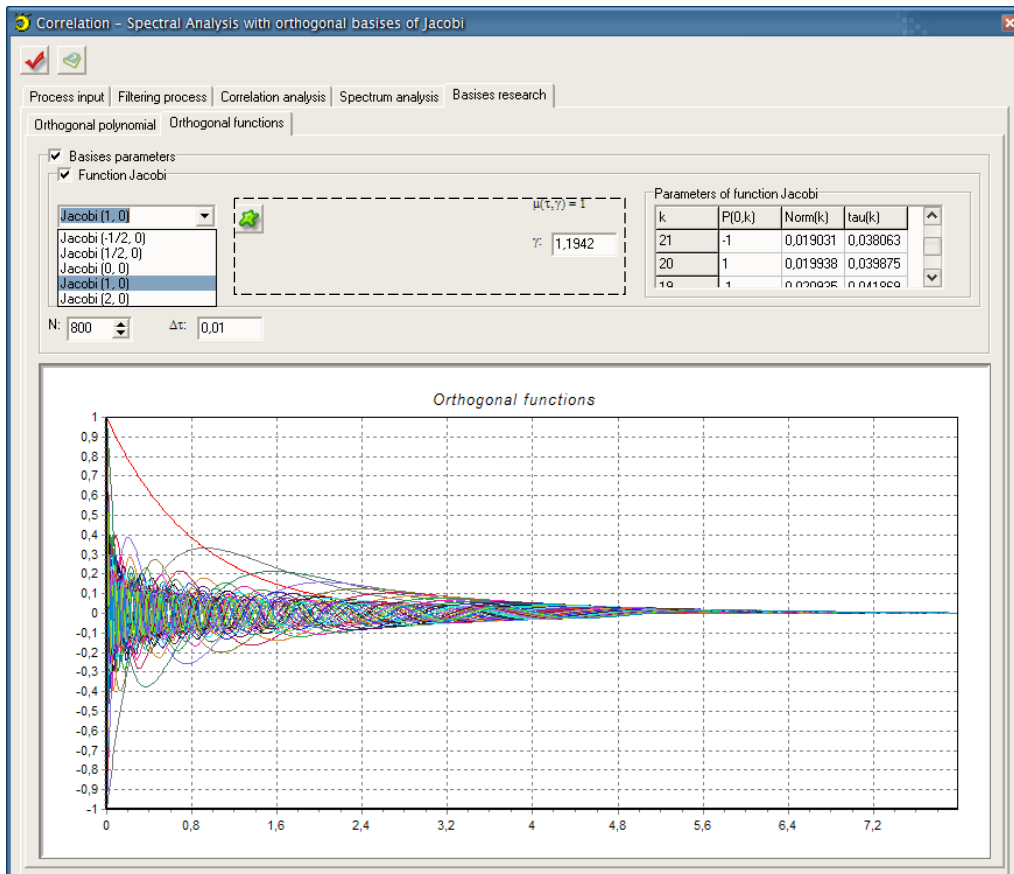 Correlation - Spectral Analysis with orthogonal basises of Jacobi
Process input
Filtering process
Correlation analysis
Spectrum analysis
Basises research
Orthogonal polynomial
Orthogonal functions
Basises parameters
Function Jacobi
Jacobi (1, 0)
Jacobi (-1/2, 0)
Jacobi (1/2, 0)
Jacobi (0, 0)
Jacobi (1, 0)
Jacobi (2, 0)
μ(τ,γ) = 1
γ: 1,1942
Parameters of function Jacobi
k P(0,k) Norm(k) tau(k)
21 -1 0,019031 0,038063
20 1 0,019938 0,039875
19 -1 0,020935 0,041869
N: 800
Δτ: 0,01
Orthogonal functions
1
0,9
0,8
0,7
0,6
0,5
0,4
0,3
0,2
0,1
0
-0,1
-0,2
-0,3
-0,4
-0,5
-0,6
-0,7
-0,8
-0,9
-1
0 0,8 1,6 2,4 3,2 4 4,8 5,6 6,4 7,2